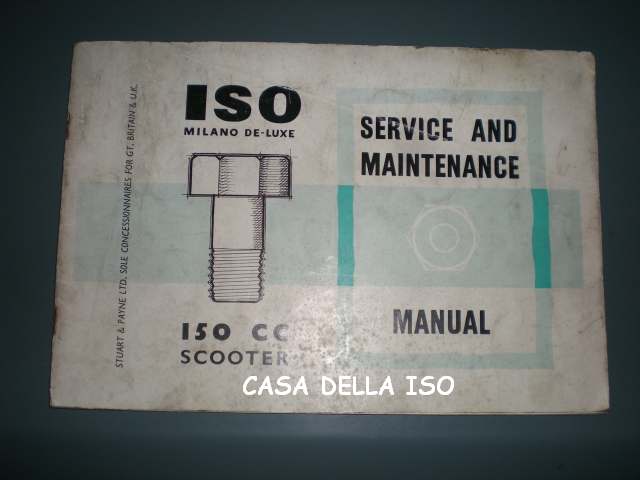 STUART & PAYNE LTD. SOLE CONCESSIONNAIRES FOR GT. BRITAIN & U.K.
ISO
MILANO DE-LUXE
150 CC
SCOOTER
SERVICE AND
MAINTENANCE
MANUAL
CASA DELLA ISO